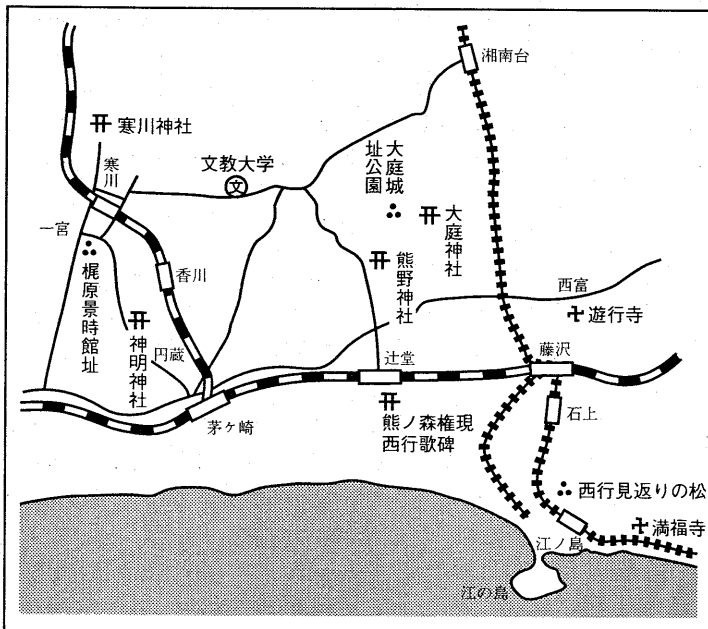 湘南台
寒川神社
寒川
文教大学
文
大庭城
址公園
大庭神社
一宮
梶原景時館址
香川
熊野神社
西富
遊行寺
神明神社
円蔵
辻堂
藤沢
茅ヶ崎
熊ノ森権現
西行歌碑
石上
西行見返りの松
満福寺
江ノ島
江の島